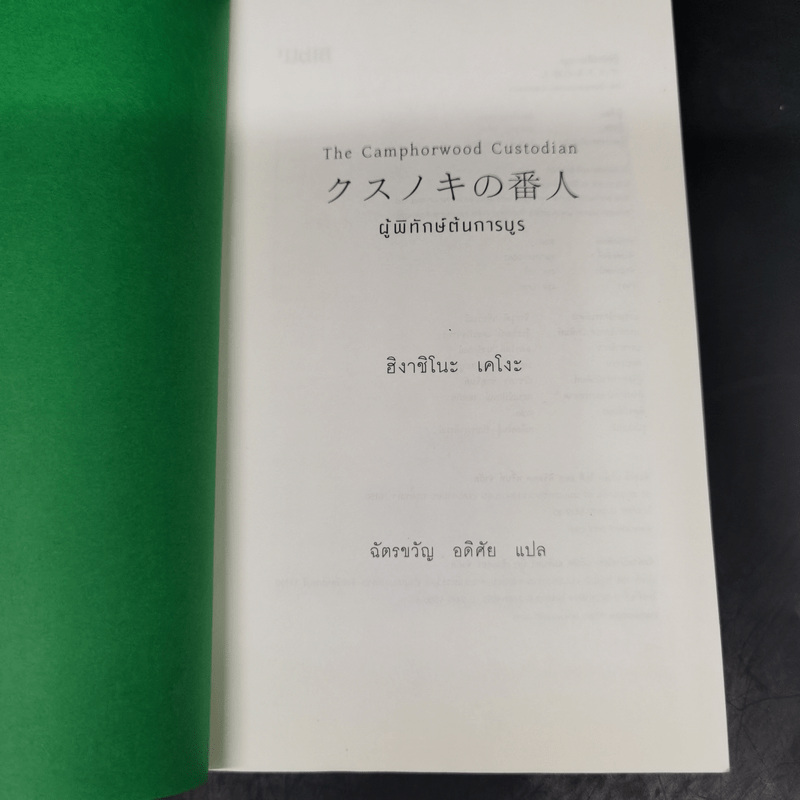 The Camphorwood Custodian
クスノキの番人
ผู้พิทักษ์ต้นการบูร
ฮิงาชิโนะ เคโงะ
ฉัตรขวัญ อดิศัย แปล